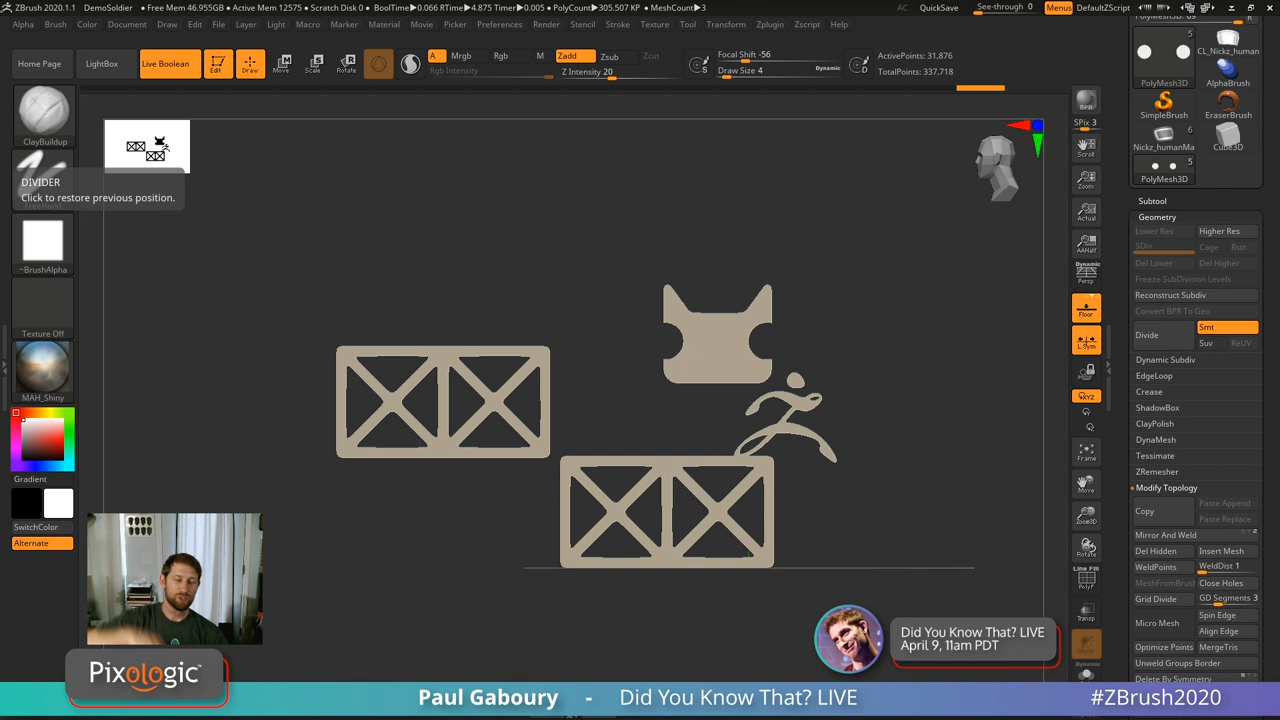 ZBrush 2020.1.1 DemoSoldier • Free Mem 46.955GB • Active Mem 12575 • Scratch Disk 0 • BoolTime▶0.066 RTime▶4.875 Timer▶0.005 • PolyCount▶305.507 KP • MeshCount▶3 AC QuickSave See-through 0 Menus DefaultZScript
Alpha Brush Color Document Draw Edit File Layer Light Macro Marker Material Movie Picker Preferences Render Stencil Stroke Texture Tool Transform Zplugin Zscript Help
Home Page LightBox Live Boolean Edit Draw Move Scale Rotate
A Mrgb Rgb M Zadd Zsub Zcut
Rgb Intensity Z Intensity 20
Focal Shift -56
Draw Size 4 Dynamic
ActivePoints: 31,876
TotalPoints: 337,718
ClayBuildup
DIVIDER
Click to restore previous position.
~BrushAlpha
Texture Off
MAH_Shiny
Gradient
SwitchColor
Alternate
BPR
SPix 3
Scroll
Zoom
Actual
AAHalf
Dynamic
Persp
Floor
L.Sym
XYZ
Frame
Move
Zoom3D
Rotate
Line Fill
PolyF
Transp
Dynamic
5
PolyMesh3D
CL_Nickz_human
AlphaBrush
SimpleBrush EraserBrush
6
Nickz_humanMa Cube3D
5
PolyMesh3D
Subtool
Geometry
Lower Res Higher Res
SDiv Cage Rstr
Del Lower Del Higher
Freeze SubDivision Levels
Reconstruct Subdiv
Convert BPR To Geo
Divide Smt
Suv ReUV
Dynamic Subdiv
EdgeLoop
Crease
ShadowBox
ClayPolish
DynaMesh
Tessimate
ZRemesher
Modify Topology
Copy Paste Append
Paste Replace
Mirror And Weld
Del Hidden Insert Mesh
WeldPoints WeldDist 1
MeshFromBrush Close Holes
Grid Divide GD Segments 3
Spin Edge
Micro Mesh Align Edge
Optimize Points MergeTris
Unweld Groups Border
Delete By Symmetry
Did You Know That? LIVE
April 9, 11am PDT
Pixologic™
Paul Gaboury - Did You Know That? LIVE #ZBrush2020